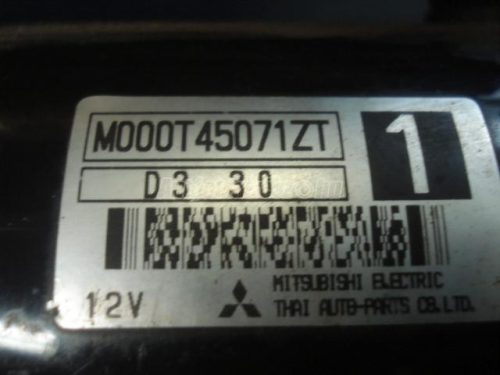 M000T45071ZT
1
D3 30
12V
MITSUBISHI ELECTRIC
THAI AUTO-PARTS CO.LTD.